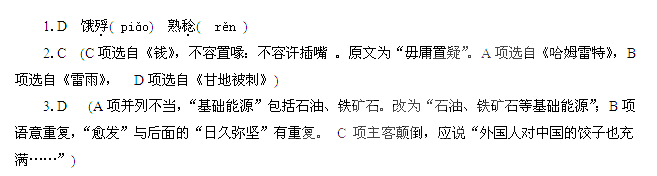 1. D 饿殍( piǎo) 熟稔( rěn )
2. C (C项选自《钱》，不容置喙：不容许插嘴 。原文为“毋庸置疑”。A 项选自《哈姆雷特》，B
项选自《雷雨》， D项选自《甘地被刺》)
3. D (A 项并列不当，“基础能源”包括石油、铁矿石。改为“石油、铁矿石等基础能源”；B 项
语意重复，“愈发”与后面的“日久弥坚”有重复。 C 项主客颠倒，应说“外国人对中国的饺子也充
满……”)